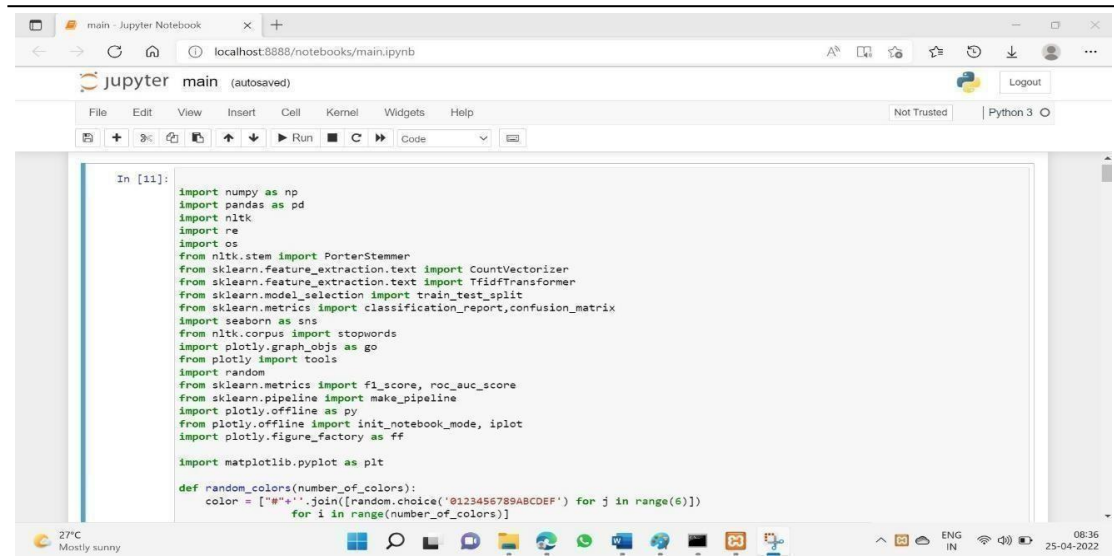 main - Jupyter Notebook
localhost:8888/notebooks/main.ipynb
jupyter main (autosaved)
Logout
File Edit View Insert Cell Kernel Widgets Help
Not Trusted
Python 3
Run
Code
In [11]:
import numpy as np
import pandas as pd
import nltk
import re
import os
from nltk.stem import PorterStemmer
from sklearn.feature_extraction.text import CountVectorizer
from sklearn.feature_extraction.text import TfidfTransformer
from sklearn.model_selection import train_test_split
from sklearn.metrics import classification_report,confusion_matrix
import seaborn as sns
from nltk.corpus import stopwords
import plotly.graph_objs as go
from plotly import tools
import random
from sklearn.metrics import f1_score, roc_auc_score
from sklearn.pipeline import make_pipeline
import plotly.offline as py
from plotly.offline import init_notebook_mode, iplot
import plotly.figure_factory as ff
import matplotlib.pyplot as plt
def random_colors(number_of_colors):
color = ["#"+''.join([random.choice('0123456789ABCDEF') for j in range(6)])
for i in range(number_of_colors)]
27°C
Mostly sunny
ENG
IN
08:36
25-04-2022